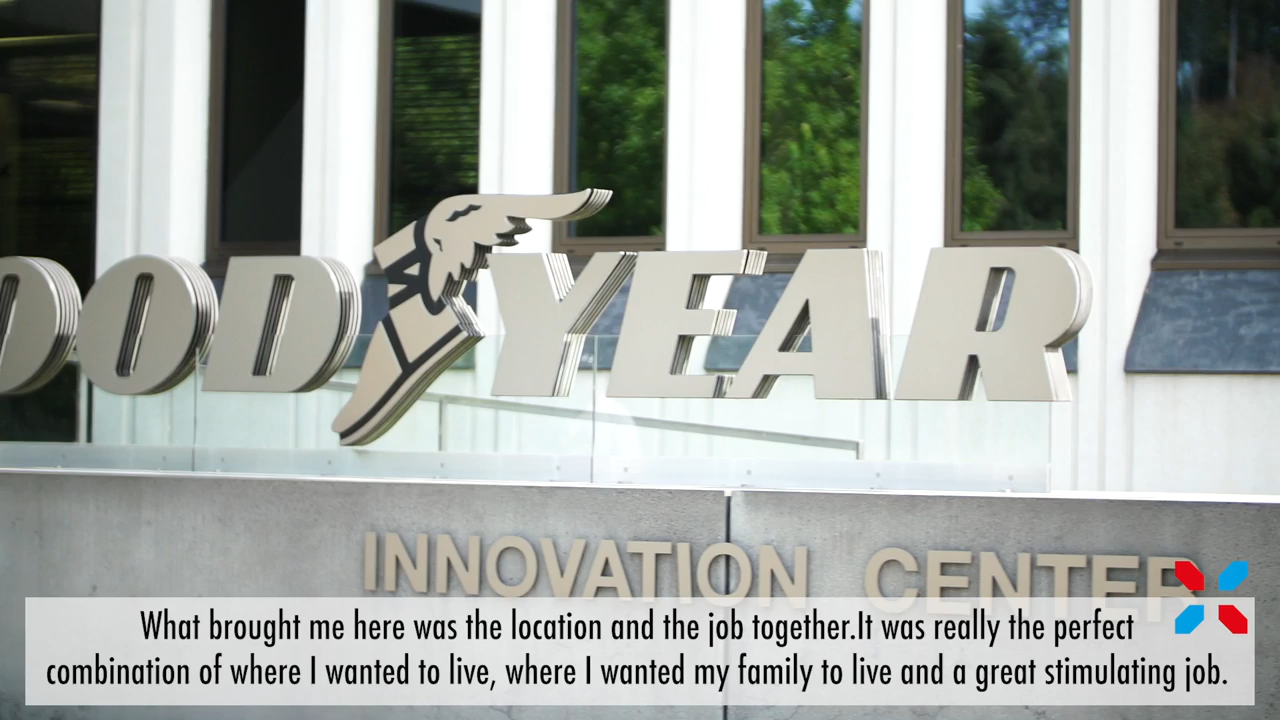 OODYEAR
INNOVATION CENTER
What brought me here was the location and the job together.It was really the perfect
combination of where I wanted to live, where I wanted my family to live and a great stimulating job.